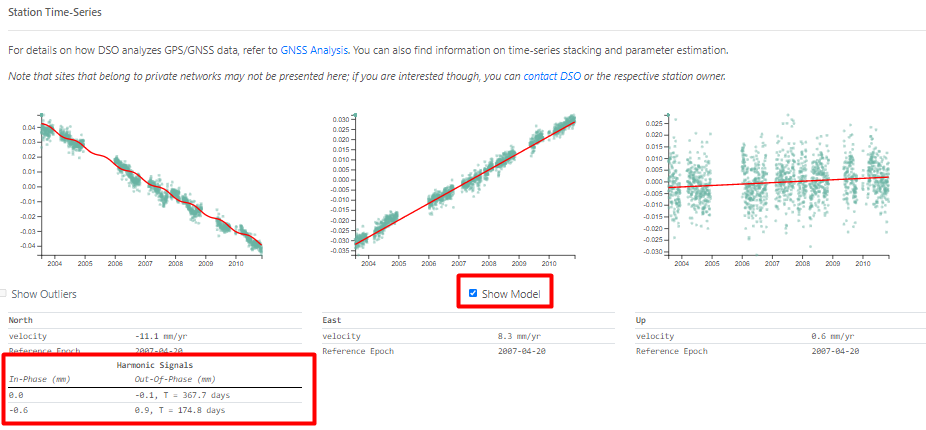 Station Time-Series
For details on how DSO analyzes GPS/GNSS data, refer to GNSS Analysis. You can also find information on time-series stacking and parameter estimation.
Note that sites that belong to private networks may not be presented here; if you are interested though, you can contact DSO or the respective station owner.
0.04
0.03
0.02
0.01
0.00
-0.01
-0.02
-0.03
-0.04
2004 2005 2006 2007 2008 2009 2010
0.030
0.025
0.020
0.015
0.010
0.005
0.000
-0.005
-0.010
-0.015
-0.020
-0.025
-0.030
-0.035
2004 2005 2006 2007 2008 2009 2010
0.025
0.020
0.015
0.010
0.005
0.000
-0.005
-0.010
-0.015
-0.020
-0.025
-0.030
2004 2005 2006 2007 2008 2009 2010
Show Outliers
Show Model
North
velocity -11.1 mm/yr
Reference Epoch 2007-04-20
Harmonic Signals
In-Phase (mm) Out-Of-Phase (mm)
0.0 -0.1, T = 367.7 days
-0.6 0.9, T = 174.8 days
East
velocity 8.3 mm/yr
Reference Epoch 2007-04-20
Up
velocity 0.6 mm/yr
Reference Epoch 2007-04-20